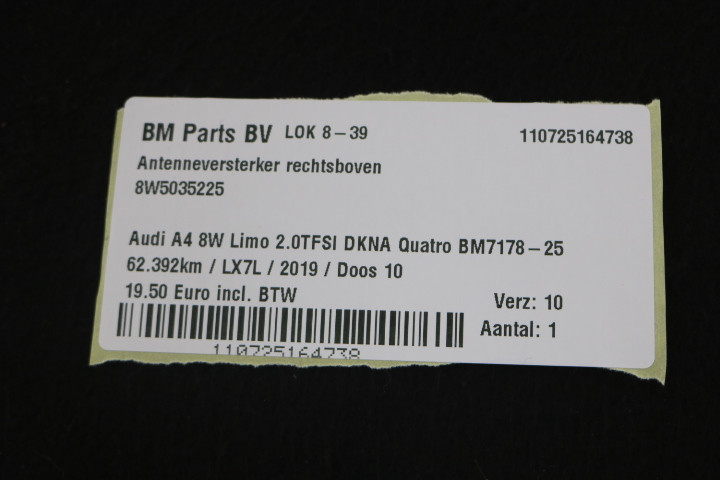 BM Parts BV LOK 8-39 110725164738
Antenneversterker rechtsboven
8W5035225
Audi A4 8W Limo 2.0TFSI DKNA Quatro BM7178-25
62.392km / LX7L / 2019 / Doos 10
19.50 Euro incl. BTW Verz: 10
Aantal: 1
110725164738